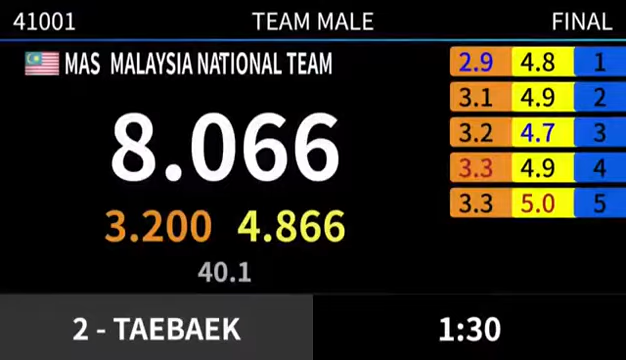 41001 TEAM MALE FINAL
MAS MALAYSIA NATIONAL TEAM
2.9 4.8 1
3.1 4.9 2
3.2 4.7 3
3.3 4.9 4
3.3 5.0 5
8.066
3.200 4.866
40.1
2 - TAEBAEK 1:30